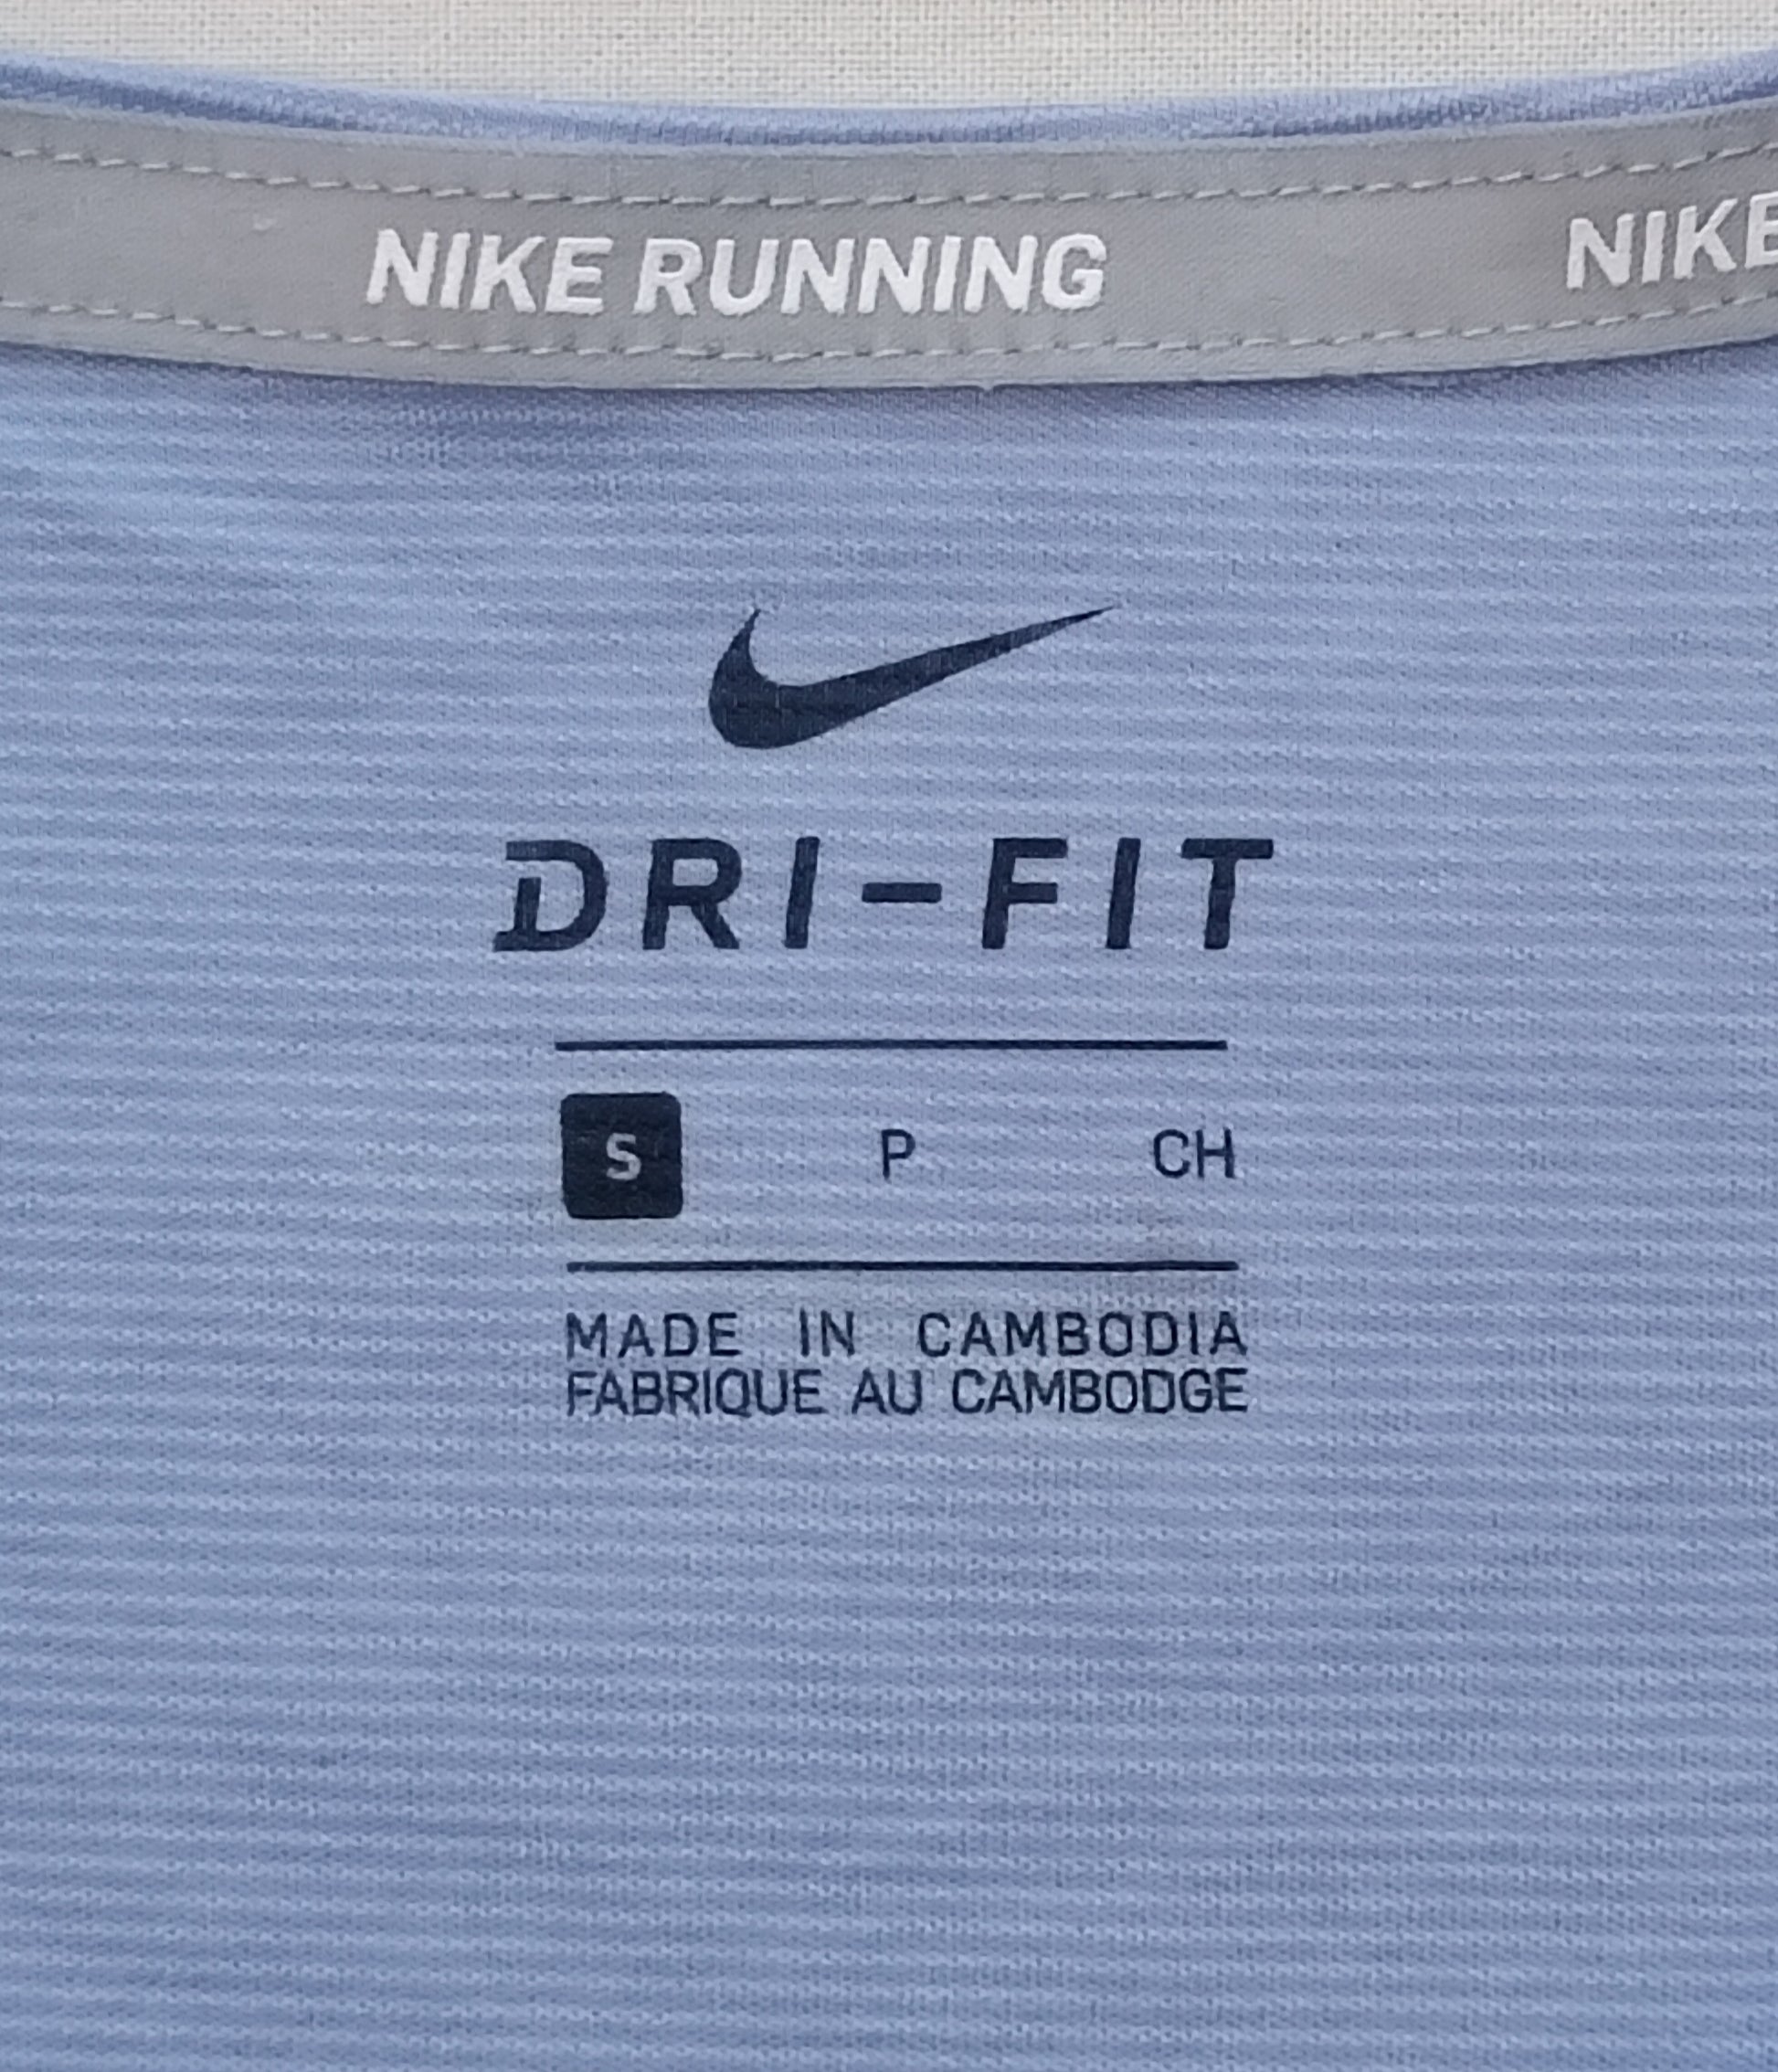 NIKE RUNNING NIKE
DRI-FIT
S P CH
MADE IN CAMBODIA
FABRIQUE AU CAMBODGE